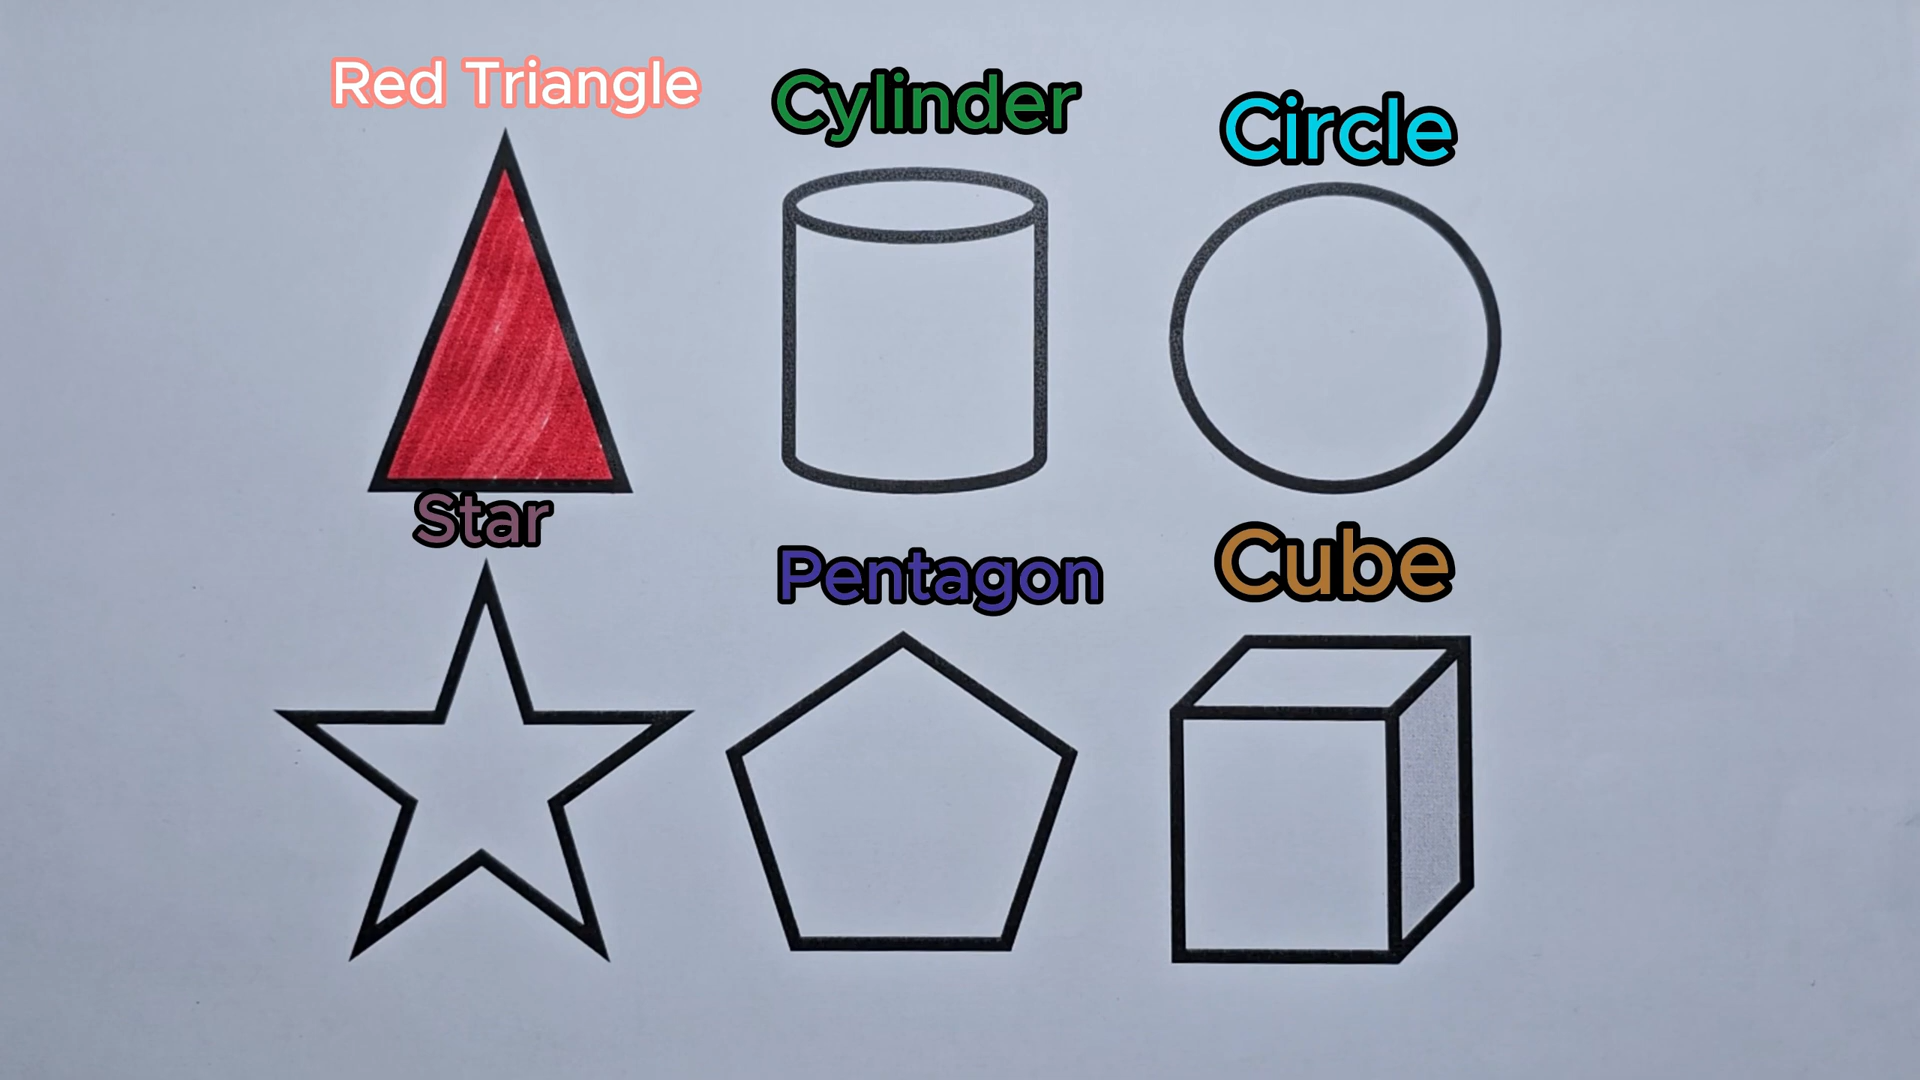 Red Triangle
Cylinder
Circle
Star
Pentagon
Cube